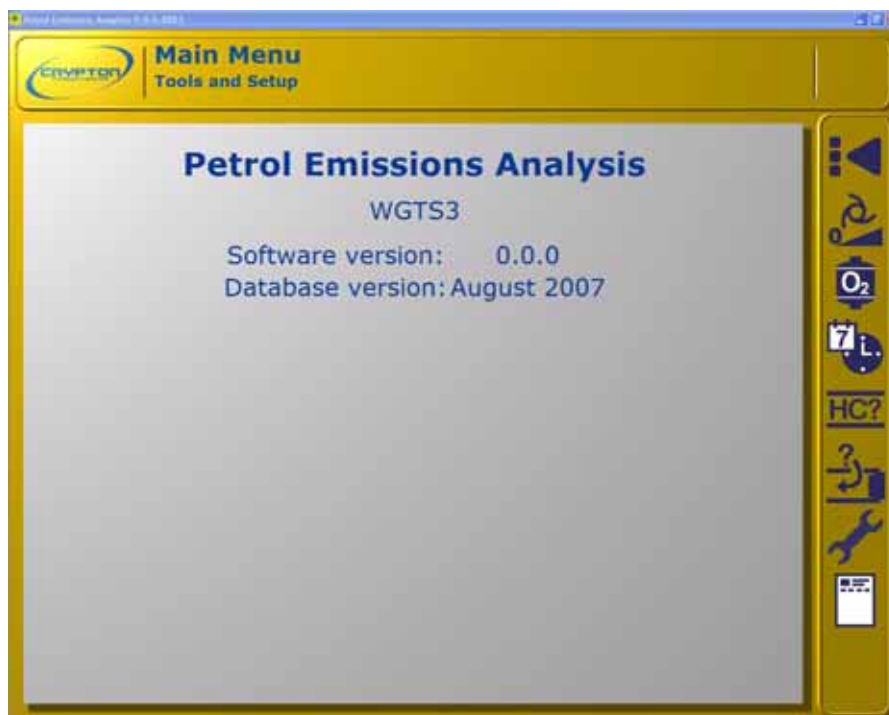 Main Menu
CRYPTON
Tools and Setup
Petrol Emissions Analysis
WGTS3
Software version: 0.0.0
Database version: August 2007
0
O2
7
HC?
?